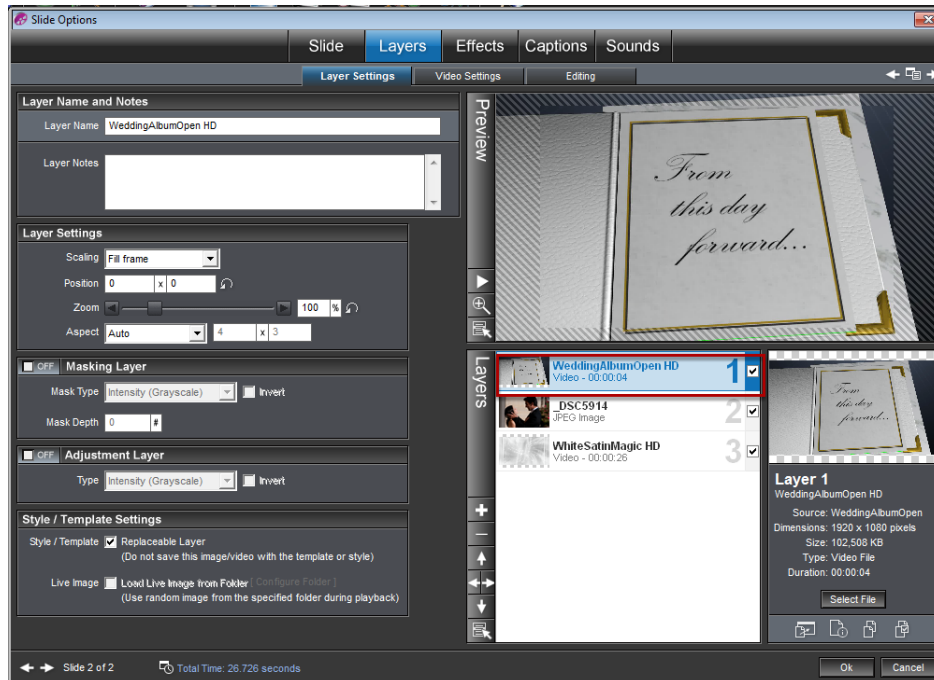 Slide Options
Slide Layers Effects Captions Sounds
Layer Settings Video Settings Editing
Layer Name and Notes
Layer Name WeddingAlbumOpen HD
Layer Notes
Layer Settings
Scaling Fill frame
Position 0 x 0
Zoom 100 %
Aspect Auto 4 x 3
OFF Masking Layer
Mask Type Intensity (Grayscale) Invert
Mask Depth 0 #
OFF Adjustment Layer
Type Intensity (Grayscale) Invert
Style / Template Settings
Style / Template Replaceable Layer
(Do not save this image/video with the template or style)
Live Image Load Live Image from Folder [ Configure Folder ]
(Use random image from the specified folder during playback)
Preview
From
this day
forward...
Layers
WeddingAlbumOpen HD 1
Video - 00:00:04
_DSC5914 2
JPEG Image
WhiteSatinMagic HD 3
Video - 00:00:26
From
this day
forward...
Layer 1
WeddingAlbumOpen HD
Source: WeddingAlbumOpen
Dimensions: 1920 x 1080 pixels
Size: 102,508 KB
Type: Video File
Duration: 00:00:04
Select File
Slide 2 of 2 Total Time: 26.726 seconds
Ok Cancel